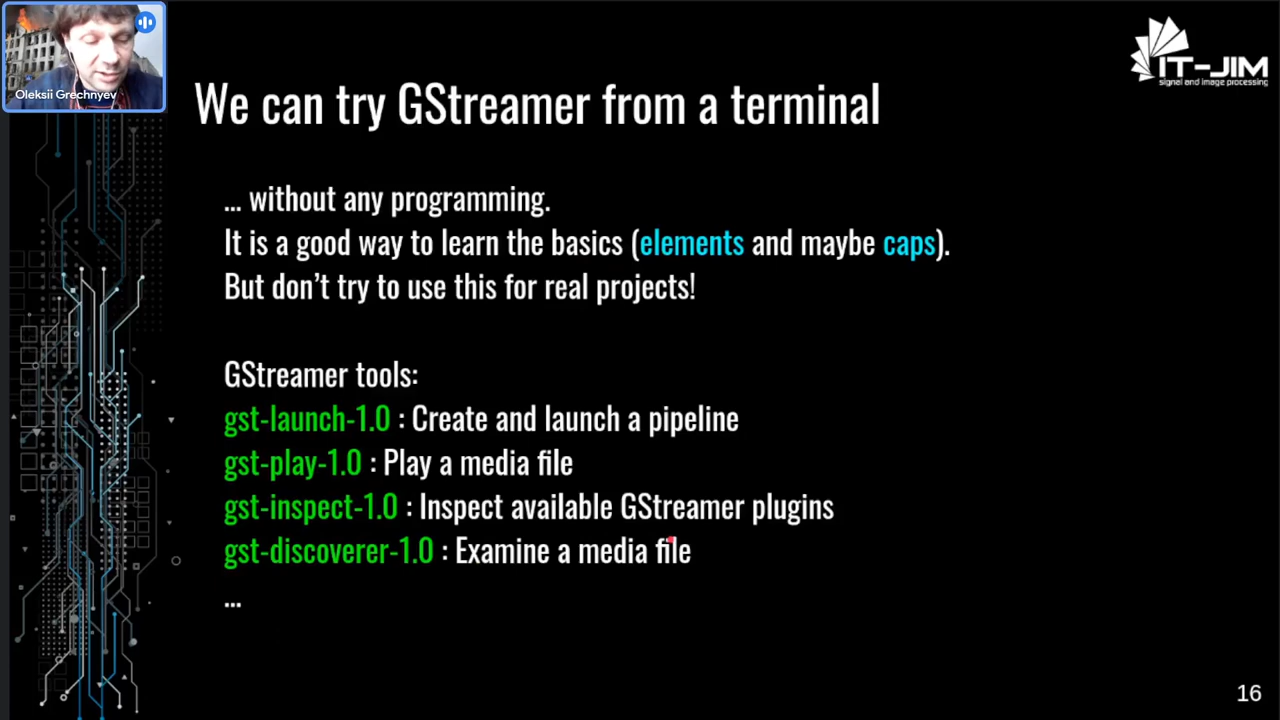 Oleksii Grechnyev
IT-JIM
signal and image processing
We can try GStreamer from a terminal
... without any programming.
It is a good way to learn the basics (elements and maybe caps).
But don't try to use this for real projects!
GStreamer tools:
gst-launch-1.0 : Create and launch a pipeline
gst-play-1.0 : Play a media file
gst-inspect-1.0 : Inspect available GStreamer plugins
gst-discoverer-1.0 : Examine a media file
...
16